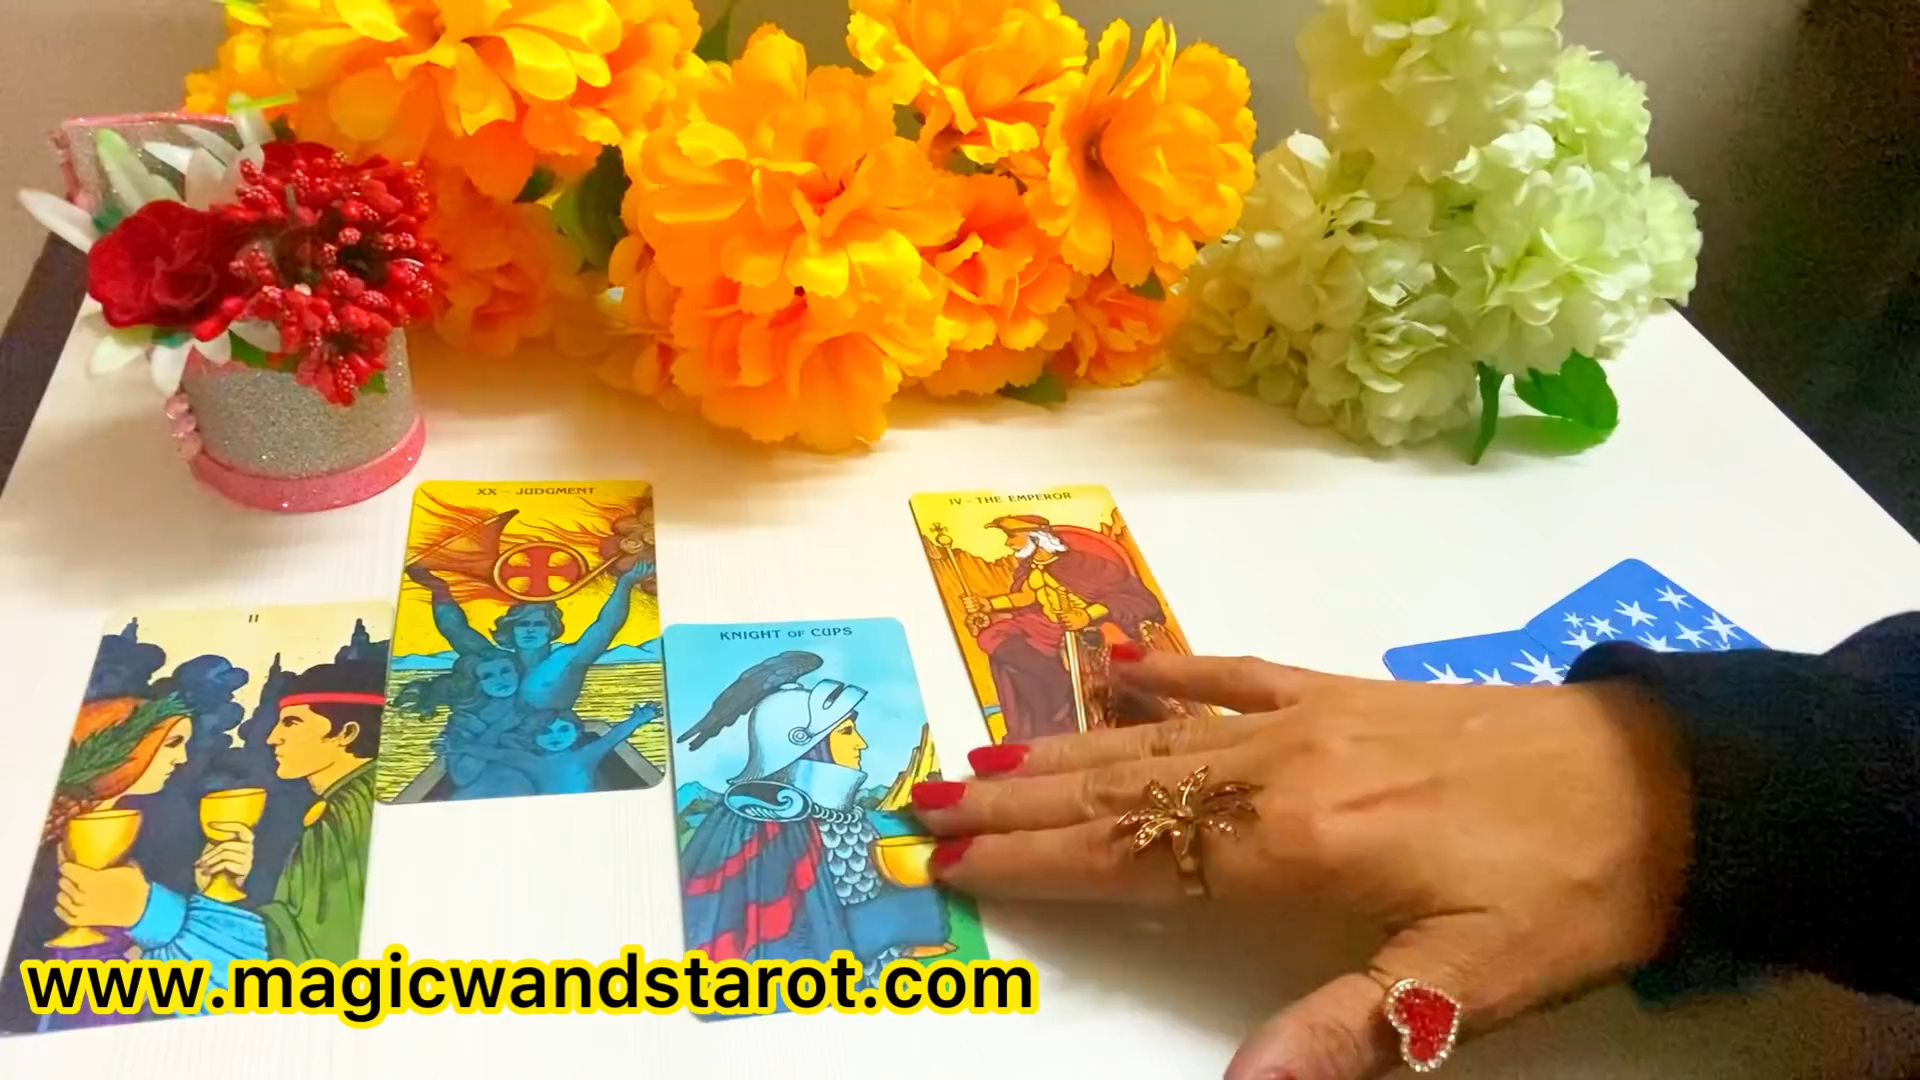 XX - JUDGMENT
IV - THE EMPEROR
II
KNIGHT OF CUPS
www.magicwandstarot.com